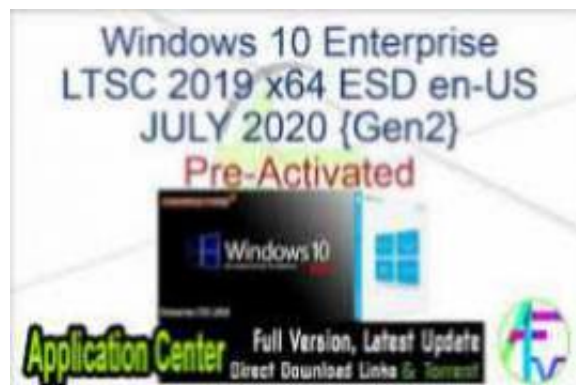 Windows 10 Enterprise
LTSC 2019 x64 ESD en-US
JULY 2020 {Gen2}
Pre-Activated
Windows 10
Application Center
Full Version, Latest Update
Direct Download Links & Torrent